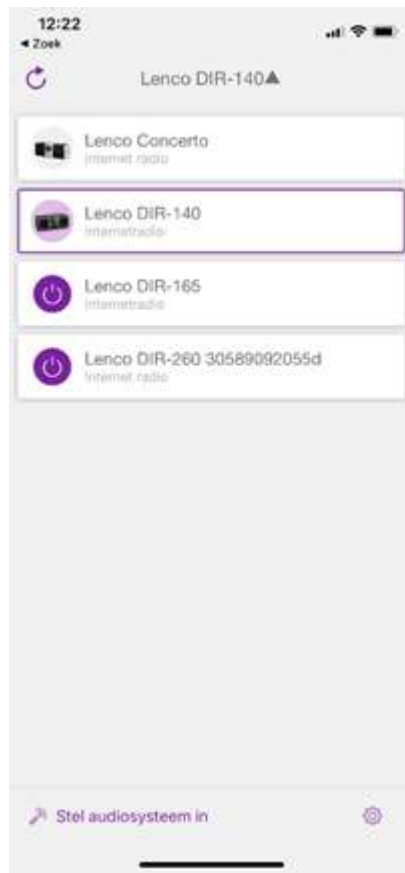 12:22
◀ Zoek
Lenco DIR-140▲
Lenco Concerto
Internet radio
Lenco DIR-140
Internetradio
Lenco DIR-165
Internetradio
Lenco DIR-260 30589092055d
Internet radio
Stel audiosysteem in